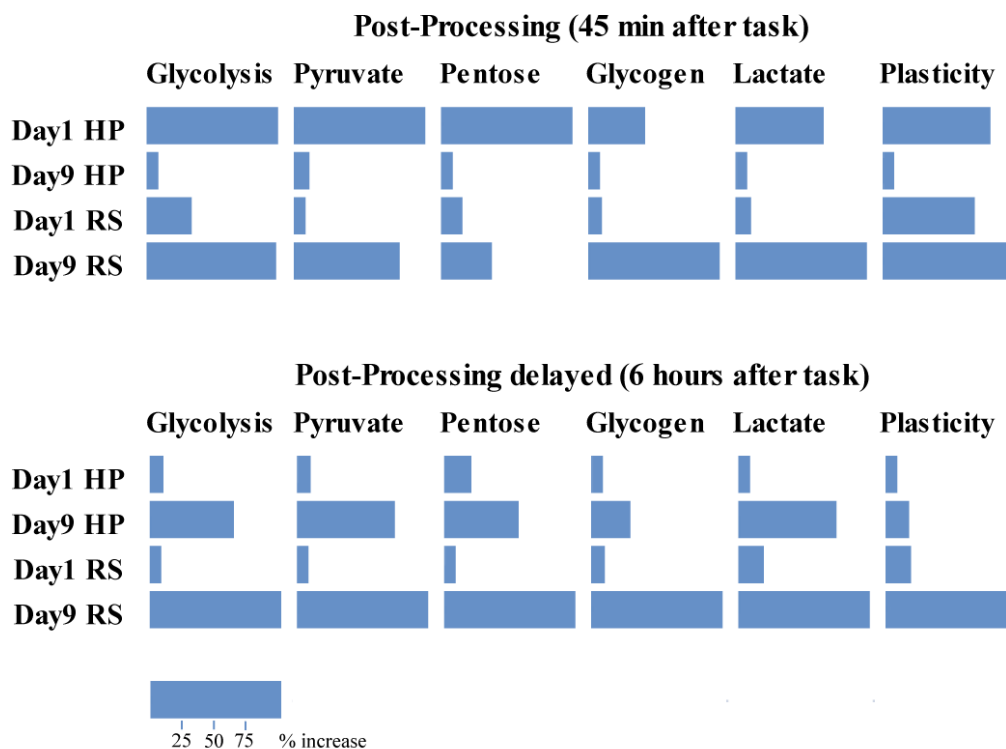 Post-Processing (45 min after task)
Glycolysis Pyruvate Pentose Glycogen Lactate Plasticity
Day1 HP
Day9 HP
Day1 RS
Day9 RS
Post-Processing delayed (6 hours after task)
Glycolysis Pyruvate Pentose Glycogen Lactate Plasticity
Day1 HP
Day9 HP
Day1 RS
Day9 RS
25 50 75 % increase